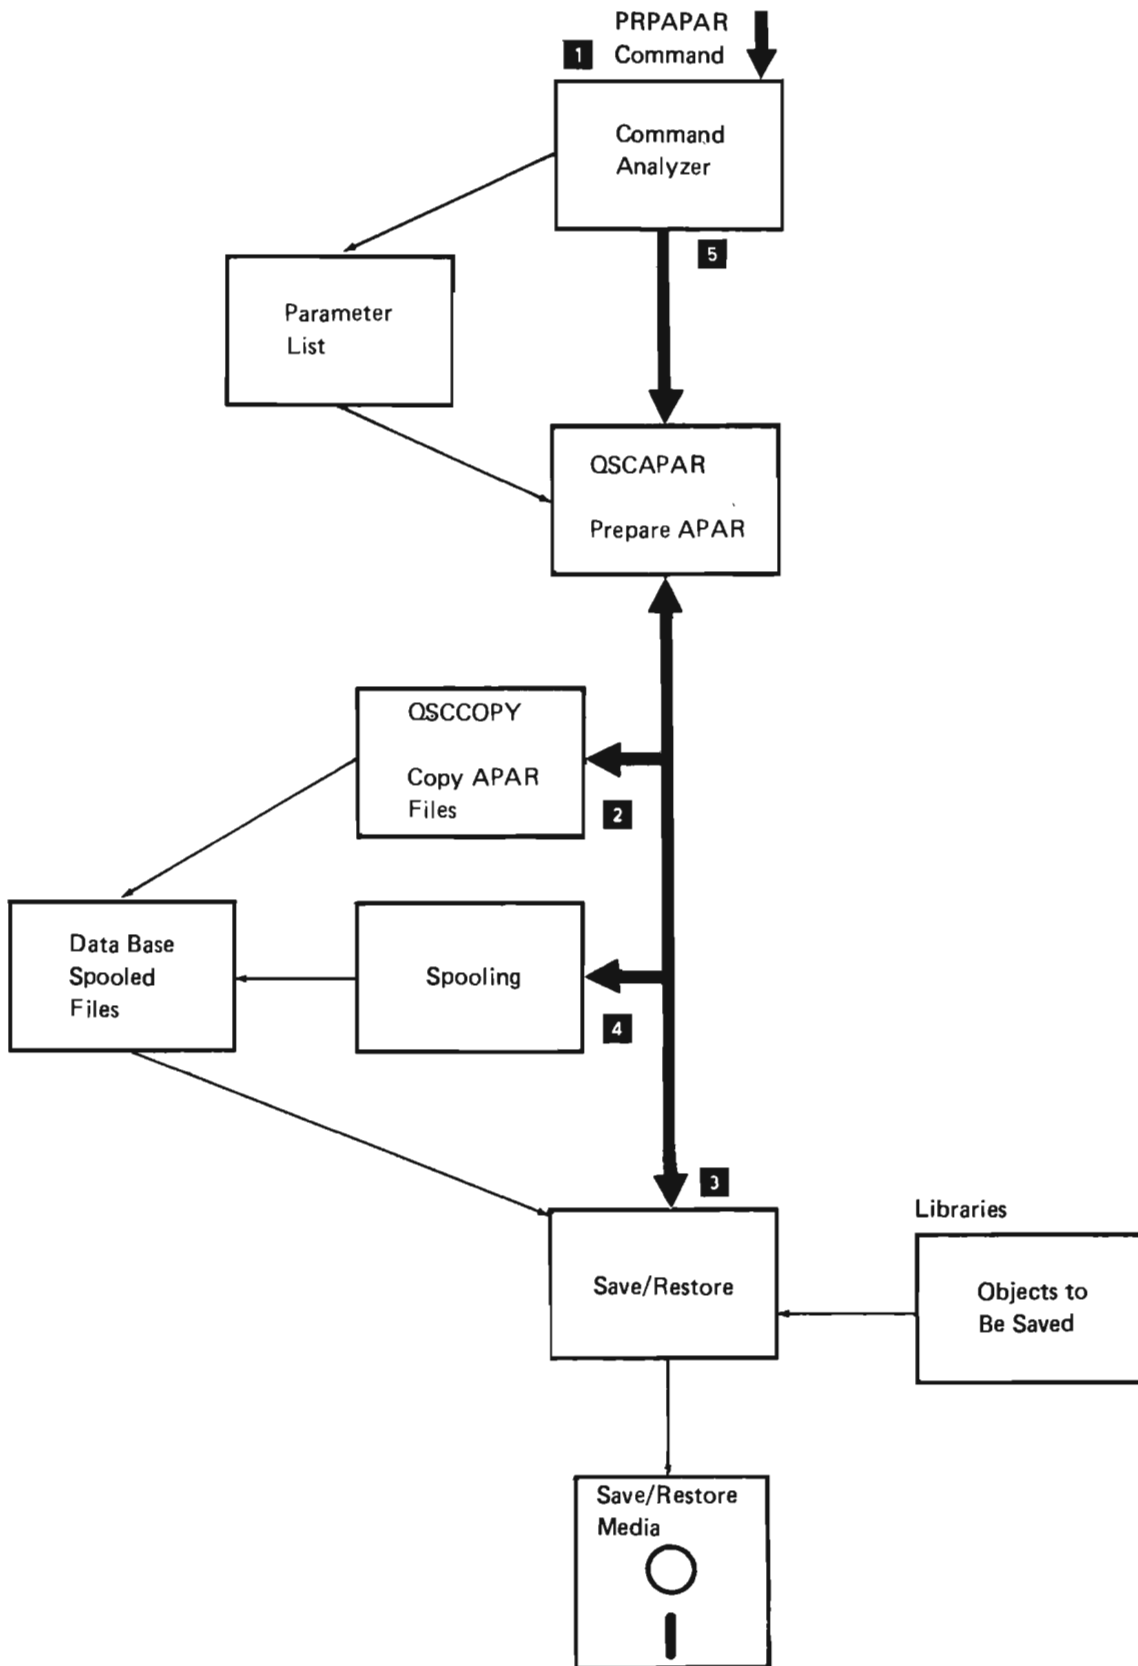 PRPAPAR
1 Command
Command
Analyzer
5
Parameter
List
QSCAPAR
Prepare APAR
QSCCOPY
Copy APAR
Files
2
Data Base
Spooled
Files
Spooling
4
3
Libraries
Save/Restore
Objects to
Be Saved
Save/Restore
Media